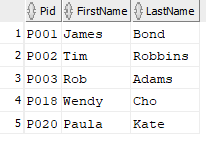 Pid FirstName LastName
1 P001 James Bond
2 P002 Tim Robbins
3 P003 Rob Adams
4 P018 Wendy Cho
5 P020 Paula Kate